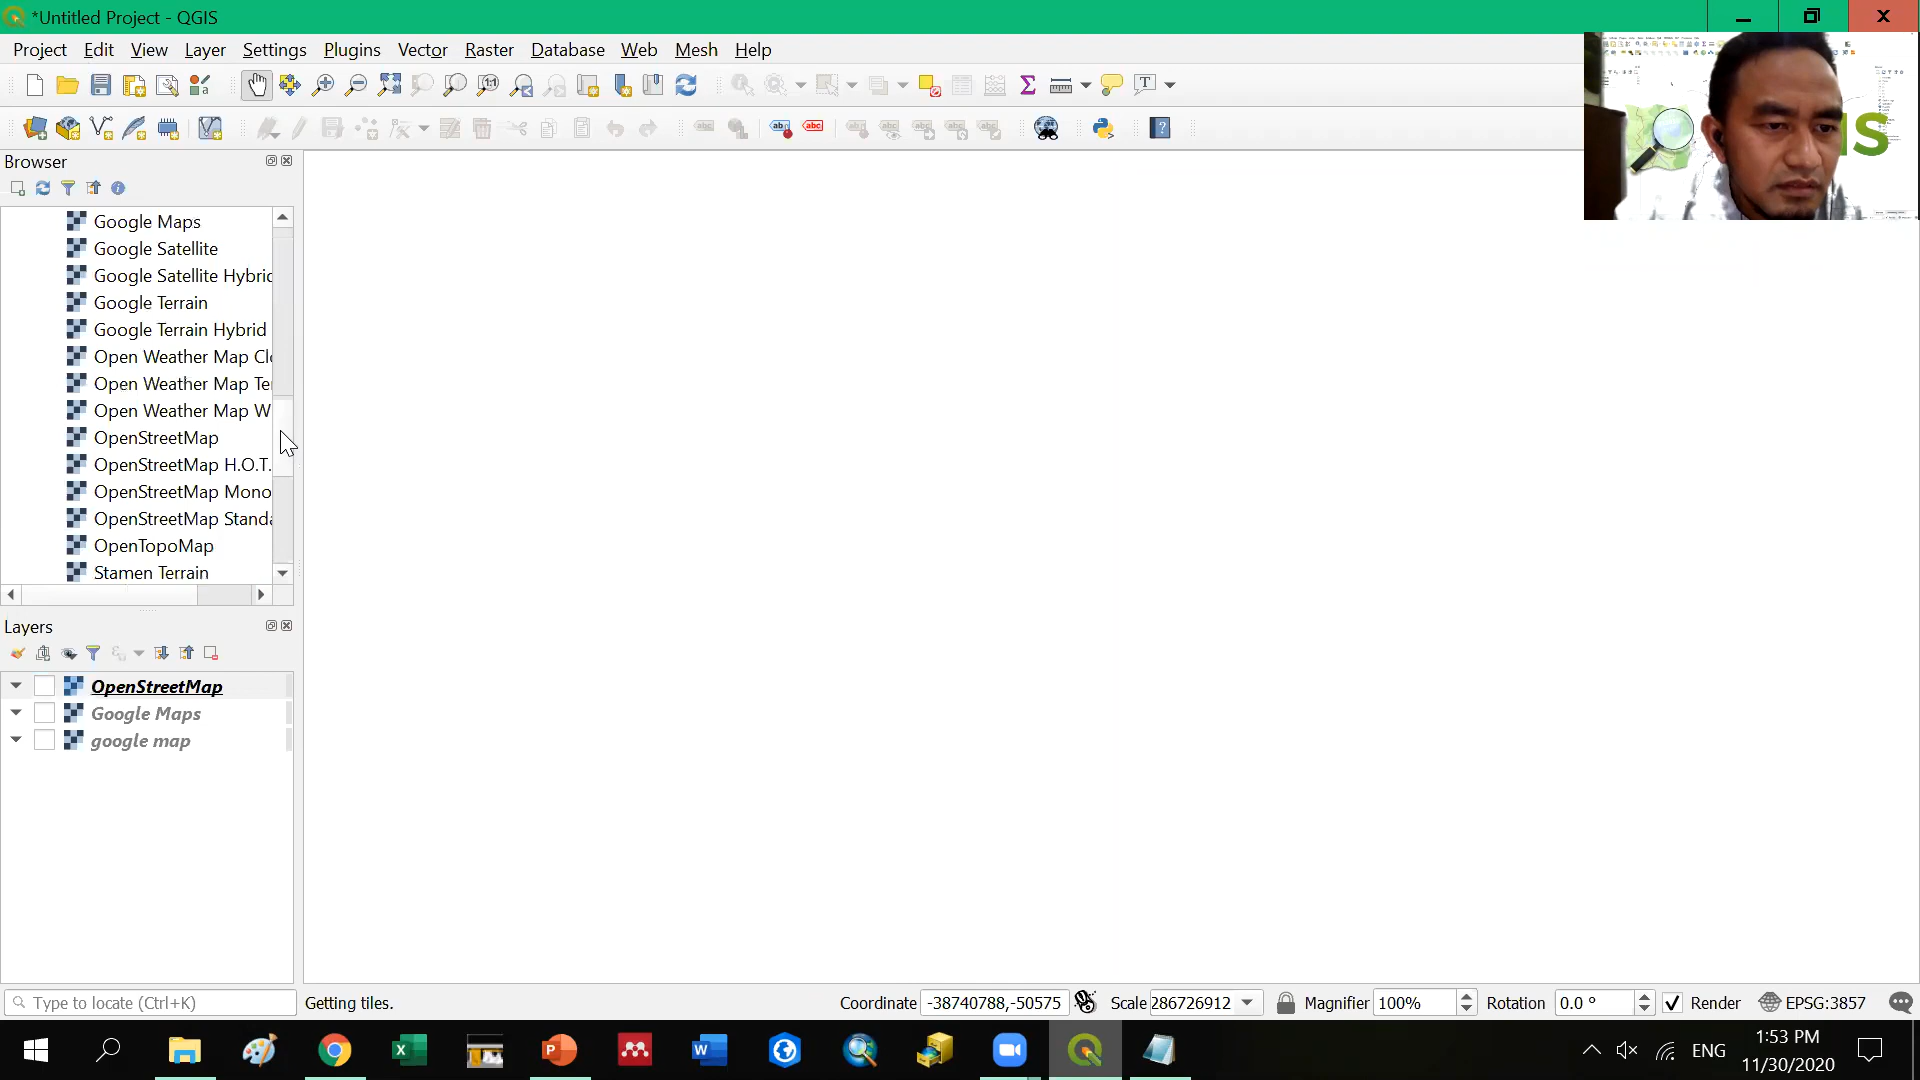 *Untitled Project - QGIS
Project Edit View Layer Settings Plugins Vector Raster Database Web Mesh Help
Browser
Google Maps
Google Satellite
Google Satellite Hybrid
Google Terrain
Google Terrain Hybrid
Open Weather Map Clo
Open Weather Map Te
Open Weather Map W
OpenStreetMap
OpenStreetMap H.O.T.
OpenStreetMap Mono
OpenStreetMap Standa
OpenTopoMap
Stamen Terrain
Layers
OpenStreetMap
Google Maps
google map
Type to locate (Ctrl+K) Getting tiles. Coordinate -38740788,-50575 Scale 286726912 Magnifier 100% Rotation 0.0 ° Render EPSG:3857
ENG 1:53 PM
11/30/2020